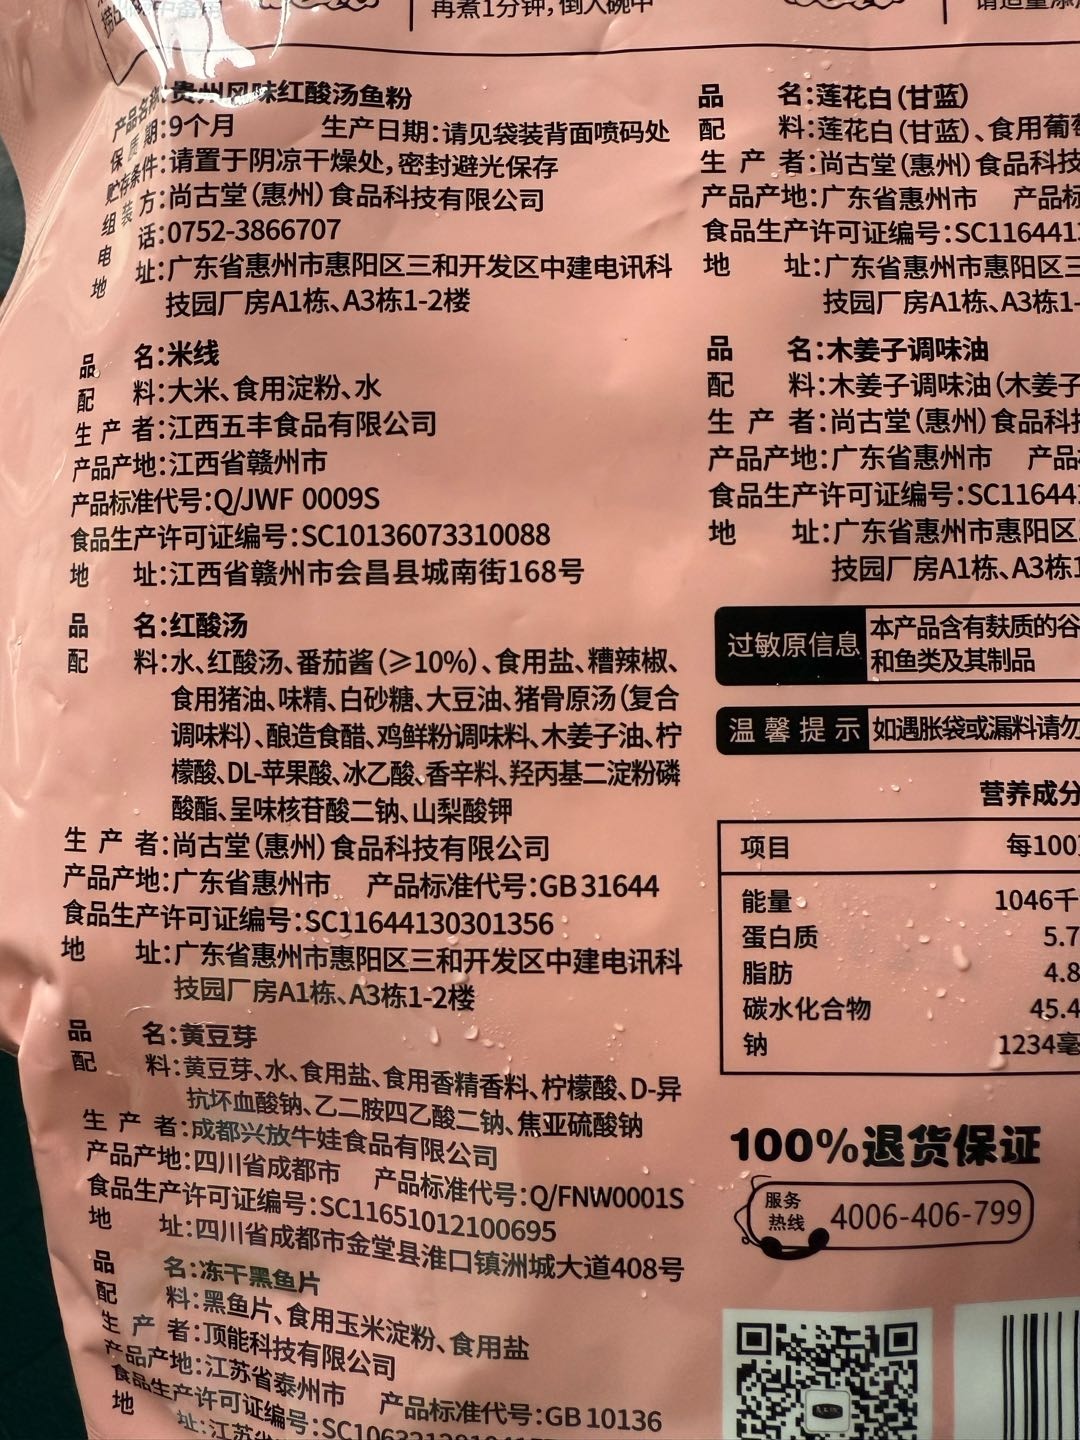 再煮1分钟,倒入碗中
产品名称:贵州风味红酸汤鱼粉
保质期:9个月 生产日期:请见袋装背面喷码处
贮存条件:请置于阴凉干燥处,密封避光保存
组装方:尚古堂(惠州)食品科技有限公司
电话:0752-3866707
地址:广东省惠州市惠阳区三和开发区中建电讯科
技园厂房A1栋、A3栋1-2楼
品名:米线
配料:大米、食用淀粉、水
生产者:江西五丰食品有限公司
产品产地:江西省赣州市
产品标准代号:Q/JWF 0009S
食品生产许可证编号:SC10136073310088
地址:江西省赣州市会昌县城南街168号
品名:红酸汤
配料:水、红酸汤、番茄酱(≥10%)、食用盐、糟辣椒、
食用猪油、味精、白砂糖、大豆油、猪骨原汤(复合
调味料)、酿造食醋、鸡鲜粉调味料、木姜子油、柠
檬酸、DL-苹果酸、冰乙酸、香辛料、羟丙基二淀粉磷
酸酯、呈味核苷酸二钠、山梨酸钾
生产者:尚古堂(惠州)食品科技有限公司
产品产地:广东省惠州市 产品标准代号:GB 31644
食品生产许可证编号:SC11644130301356
地址:广东省惠州市惠阳区三和开发区中建电讯科
技园厂房A1栋、A3栋1-2楼
品名:黄豆芽
配料:黄豆芽、水、食用盐、食用香精香料、柠檬酸、D-异
抗坏血酸钠、乙二胺四乙酸二钠、焦亚硫酸钠
生产者:成都兴放牛娃食品有限公司
产品产地:四川省成都市 产品标准代号:Q/FNW0001S
食品生产许可证编号:SC11651012100695
地址:四川省成都市金堂县淮口镇洲城大道408号
品名:冻干黑鱼片
配料:黑鱼片、食用玉米淀粉、食用盐
生产者:顶能科技有限公司
产品产地:江苏省泰州市 产品标准代号:GB 10136
食品生产许可证编号:
地址:江苏省
品名:莲花白(甘蓝)
配料:莲花白(甘蓝)、食用葡
生产者:尚古堂(惠州)食品科技
产品产地:广东省惠州市 产品标
食品生产许可证编号:SC116441
地址:广东省惠州市惠阳区三
技园厂房A1栋、A3栋1-
品名:木姜子调味油
配料:木姜子调味油(木姜子
生产者:尚古堂(惠州)食品科
产品产地:广东省惠州市 产品
食品生产许可证编号:SC11644
地址:广东省惠州市惠阳区
技园厂房A1栋、A3栋1
过敏原信息 本产品含有麸质的谷
和鱼类及其制品
温馨提示 如遇胀袋或漏料请勿
营养成分
项目 每100
能量 1046千
蛋白质 5.7
脂肪 4.8
碳水化合物 45.4
钠 1234毫
100%退货保证
服务
热线 4006-406-799